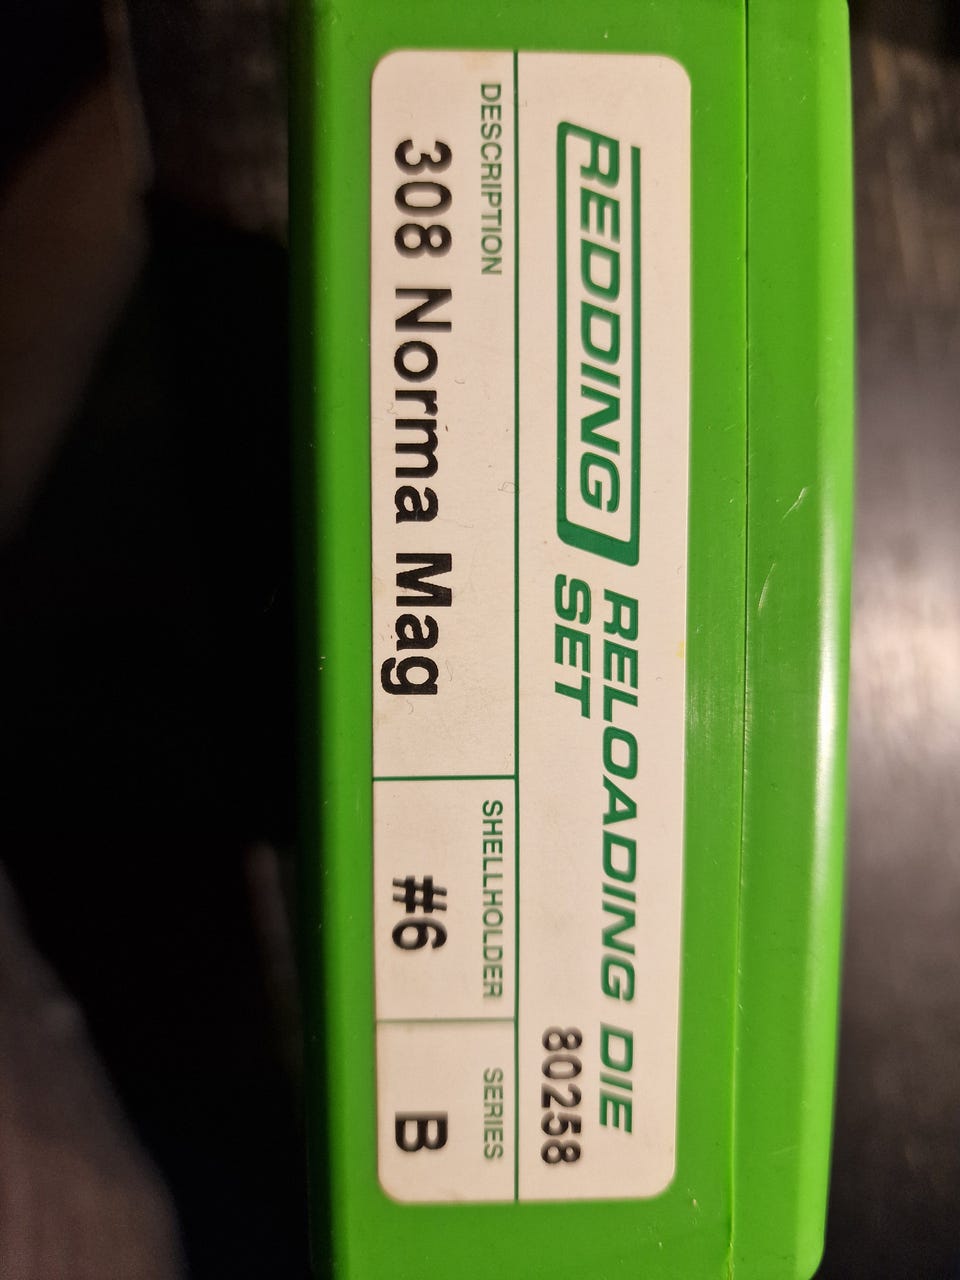 REDDING RELOADING DIE
SET 80258
DESCRIPTION SHELLHOLDER SERIES
308 Norma Mag #6 B